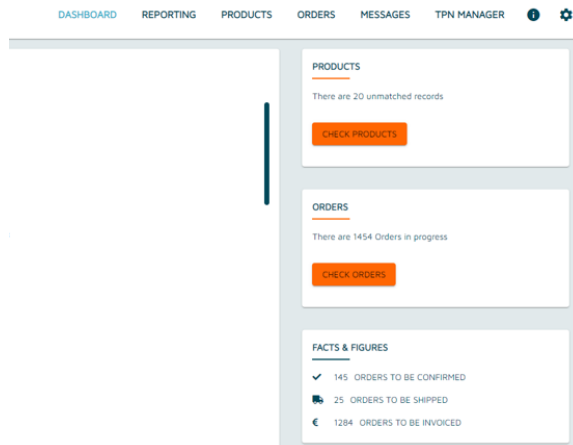 DASHBOARD REPORTING PRODUCTS ORDERS MESSAGES TPN MANAGER
PRODUCTS
There are 20 unmatched records
CHECK PRODUCTS
ORDERS
There are 1454 Orders in progress
CHECK ORDERS
FACTS & FIGURES
145 ORDERS TO BE CONFIRMED
25 ORDERS TO BE SHIPPED
€ 1284 ORDERS TO BE INVOICED